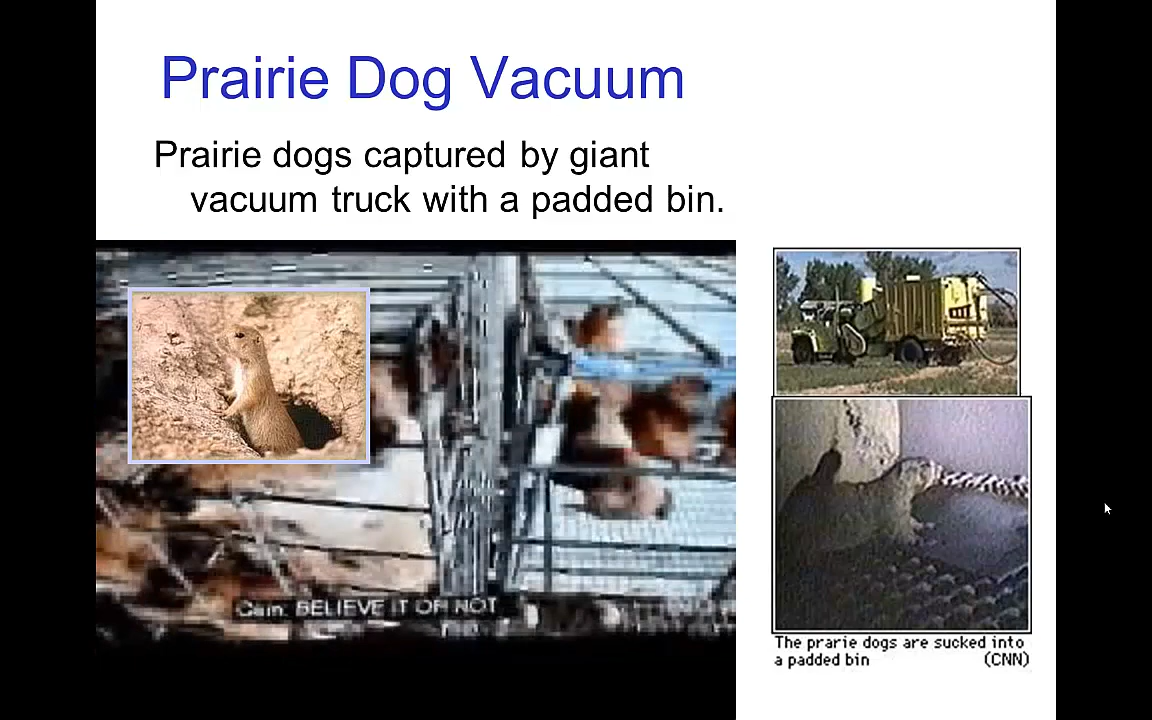 Prairie Dog Vacuum
Prairie dogs captured by giant
vacuum truck with a padded bin.
BELIEVE IT OR NOT
The prarie dogs are sucked into
a padded bin (CNN)